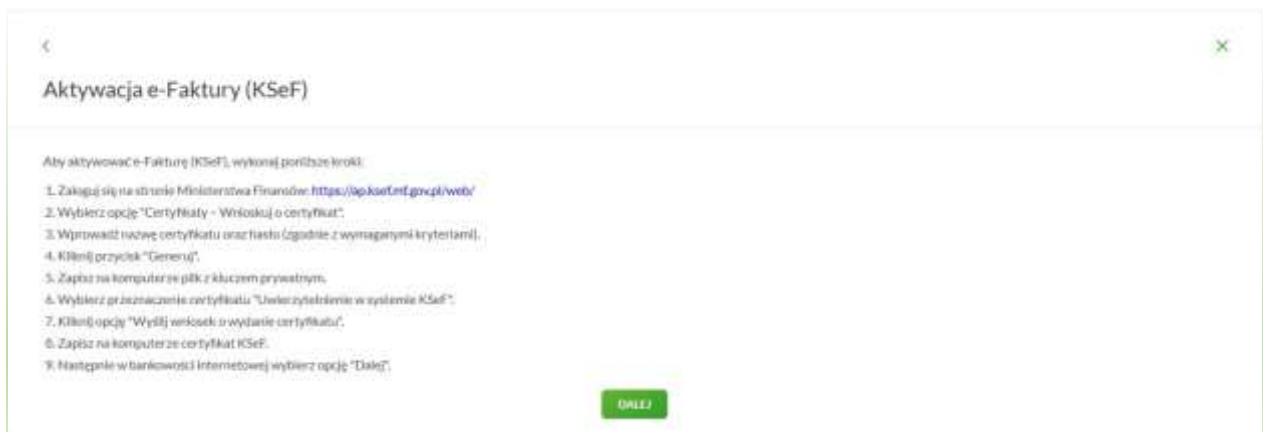 Aktywacja e-Faktury (KSeF)
Aby aktywować e-Fakturę (KSeF), wykonaj poniższe kroki:
1. Zaloguj się na stronie Ministerstwa Finansów: https://ap.ksef.mf.gov.pl/web/
2. Wybierz opcję "Certyfikaty – Wnioskuj o certyfikat".
3. Wprowadź nazwę certyfikatu oraz hasło (zgodnie z wymaganymi kryteriami).
4. Kliknij przycisk "Generuj".
5. Zapisz na komputerze plik z kluczem prywatnym.
6. Wybierz przeznaczenie certyfikatu "Uwierzytelnienie w systemie KSeF".
7. Kliknij opcję "Wyślij wniosek o wydanie certyfikatu".
8. Zapisz na komputerze certyfikat KSeF.
9. Następnie w bankowości internetowej wybierz opcję "Dalej".
DALEJ